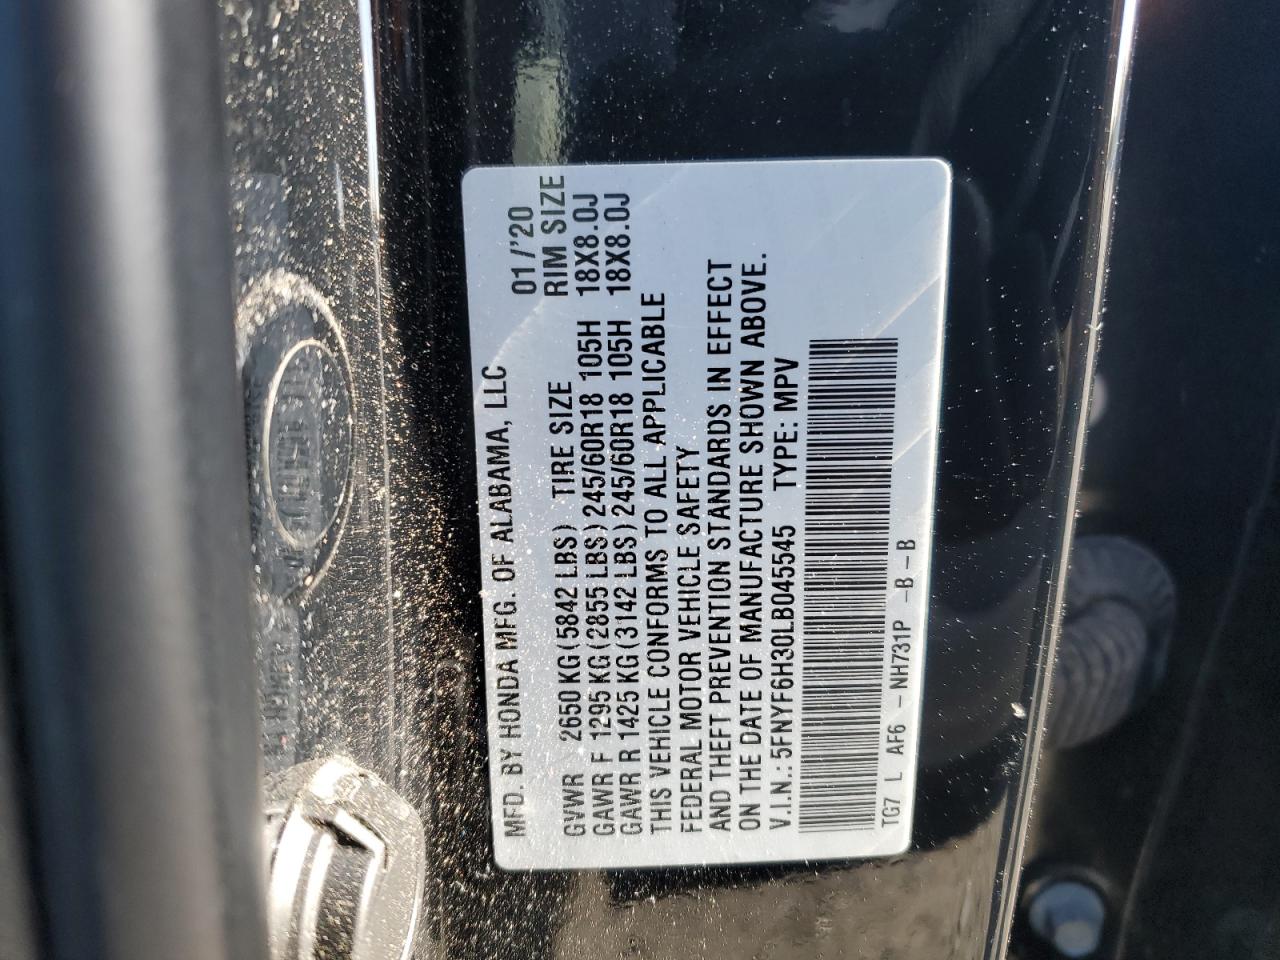 MFD. BY HONDA MFG. OF ALABAMA, LLC 01/'20
GVWR 2650 KG(5842 LBS) TIRE SIZE RIM SIZE
GAWR F 1295 KG(2855 LBS)245/60R18 105H 18X8.0J
GAWR R 1425 KG(3142 LBS)245/60R18 105H 18X8.0J
THIS VEHICLE CONFORMS TO ALL APPLICABLE
FEDERAL MOTOR VEHICLE SAFETY
AND THEFT PREVENTION STANDARDS IN EFFECT
ON THE DATE OF MANUFACTURE SHOWN ABOVE.
V.I.N.: 5FNYF6H30LB045545 TYPE: MPV
TG7 L AF6 -NH731P -B-B